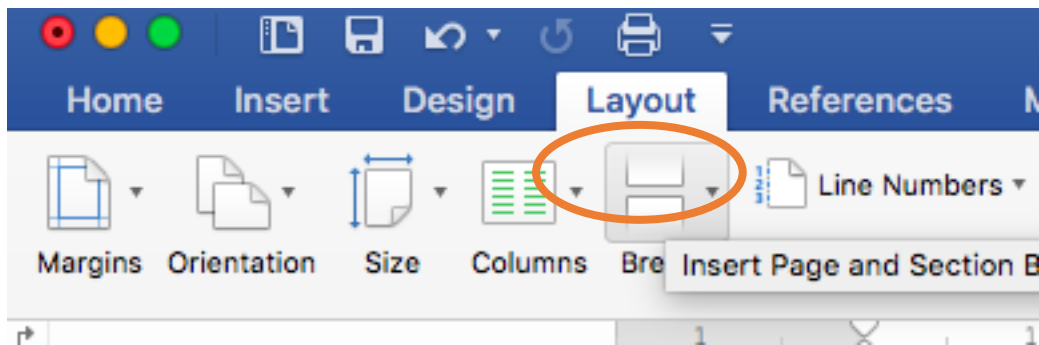 Home Insert Design Layout References M
Line Numbers
Margins Orientation Size Columns Bre Insert Page and Section B
1 1